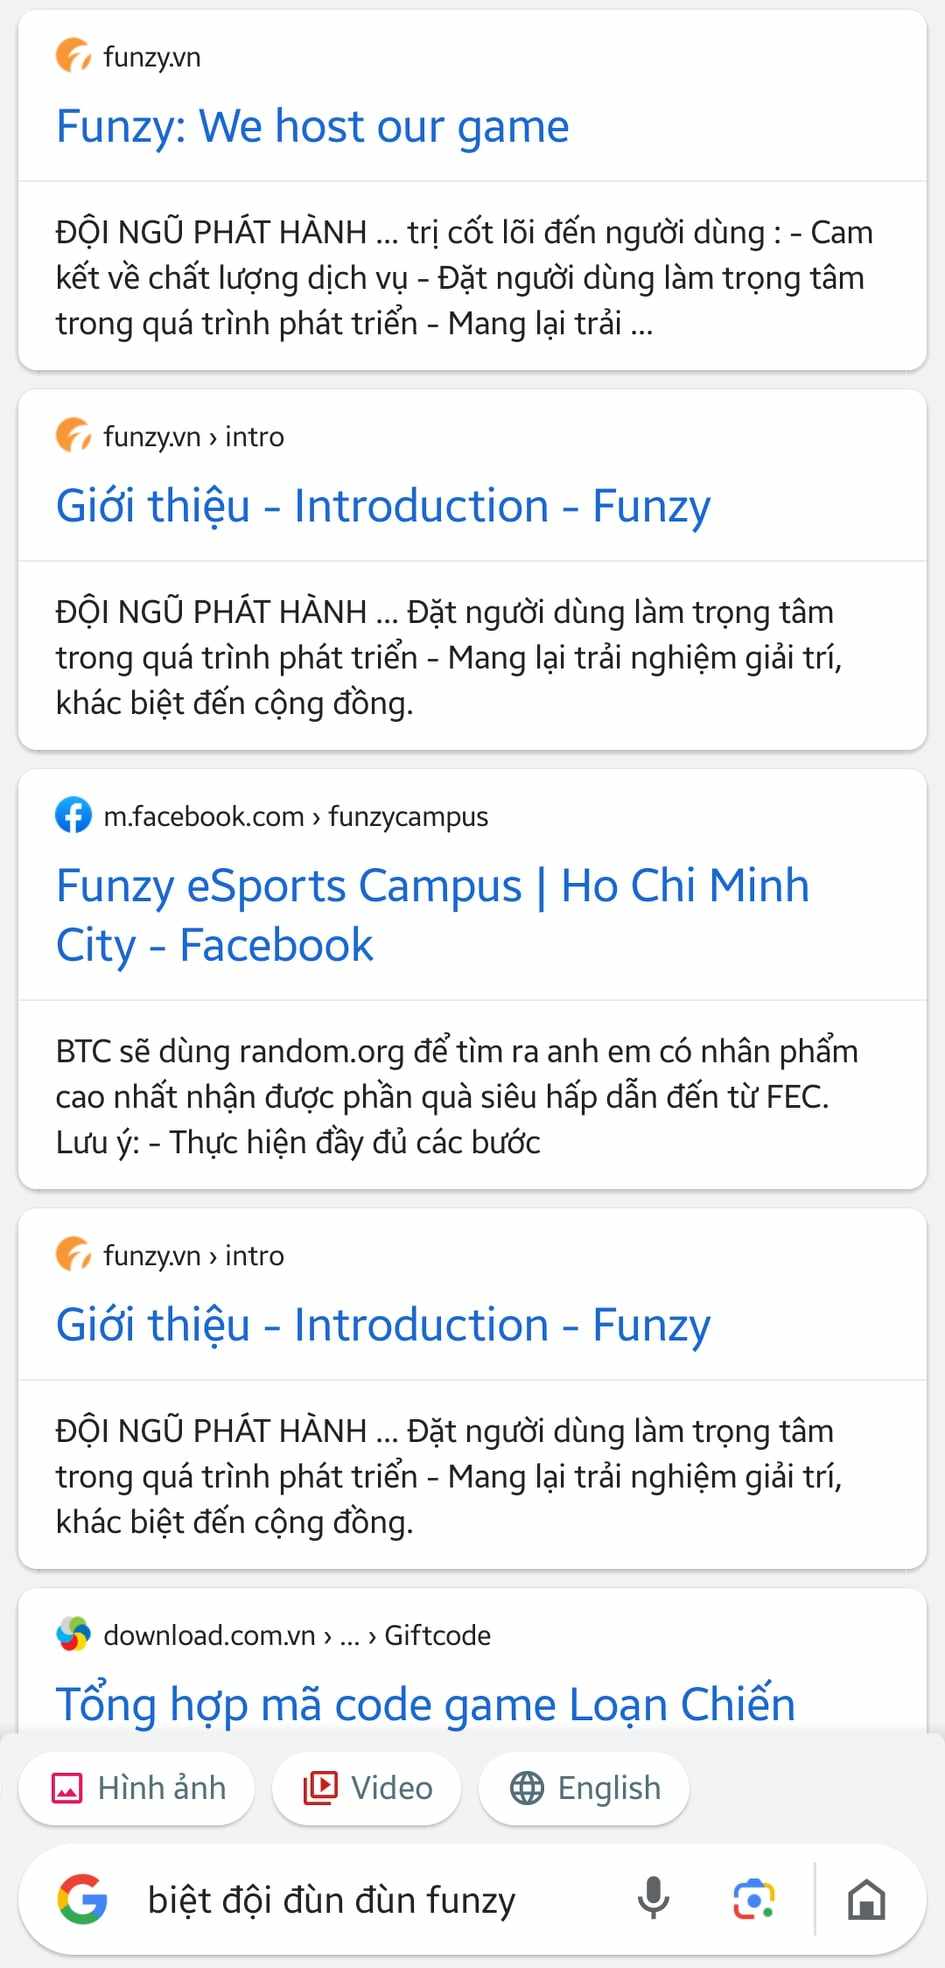 funzy.vn
Funzy: We host our game
ĐỘI NGŨ PHÁT HÀNH ... trị cốt lõi đến người dùng : - Cam
kết về chất lượng dịch vụ - Đặt người dùng làm trọng tâm
trong quá trình phát triển - Mang lại trải ...
funzy.vn › intro
Giới thiệu - Introduction - Funzy
ĐỘI NGŨ PHÁT HÀNH ... Đặt người dùng làm trọng tâm
trong quá trình phát triển - Mang lại trải nghiệm giải trí,
khác biệt đến cộng đồng.
m.facebook.com › funzycampus
Funzy eSports Campus | Ho Chi Minh
City - Facebook
BTC sẽ dùng random.org để tìm ra anh em có nhân phẩm
cao nhất nhận được phần quà siêu hấp dẫn đến từ FEC.
Lưu ý: - Thực hiện đầy đủ các bước
funzy.vn › intro
Giới thiệu - Introduction - Funzy
ĐỘI NGŨ PHÁT HÀNH ... Đặt người dùng làm trọng tâm
trong quá trình phát triển - Mang lại trải nghiệm giải trí,
khác biệt đến cộng đồng.
download.com.vn › ... › Giftcode
Tổng hợp mã code game Loạn Chiến
Hình ảnh
Video
English
biệt đội đùn đùn funzy